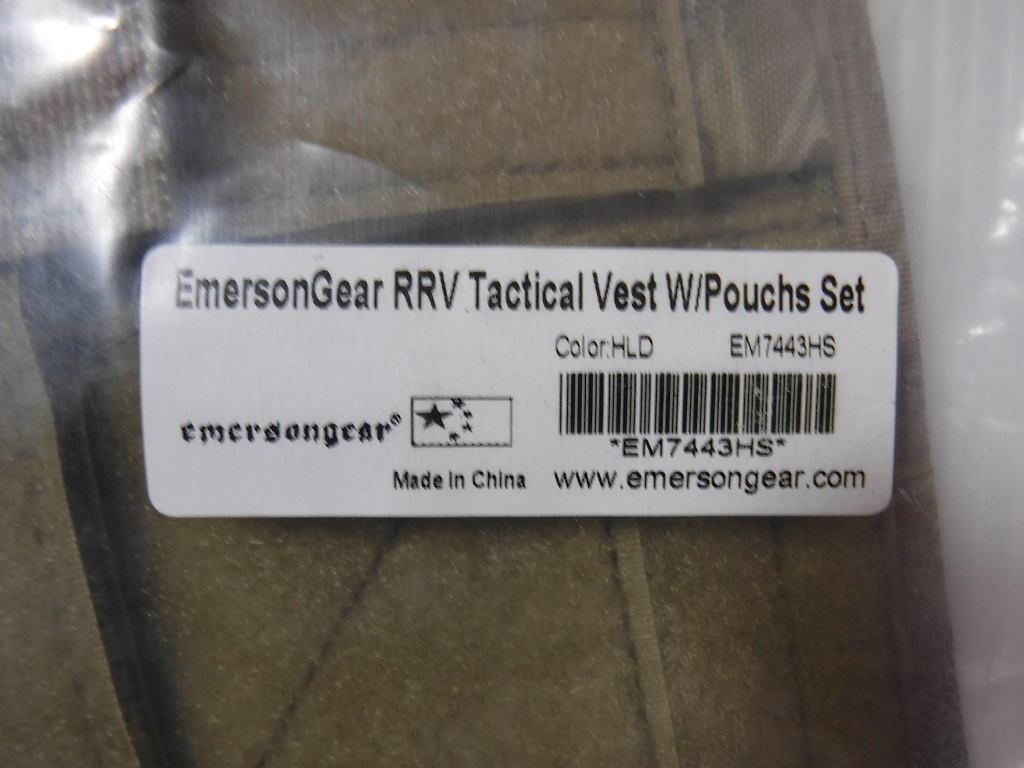 EmersonGear RRV Tactical Vest W/Pouchs Set
Color:HLD EM7443HS
emersongear®
*EM7443HS*
Made in China www.emersongear.com